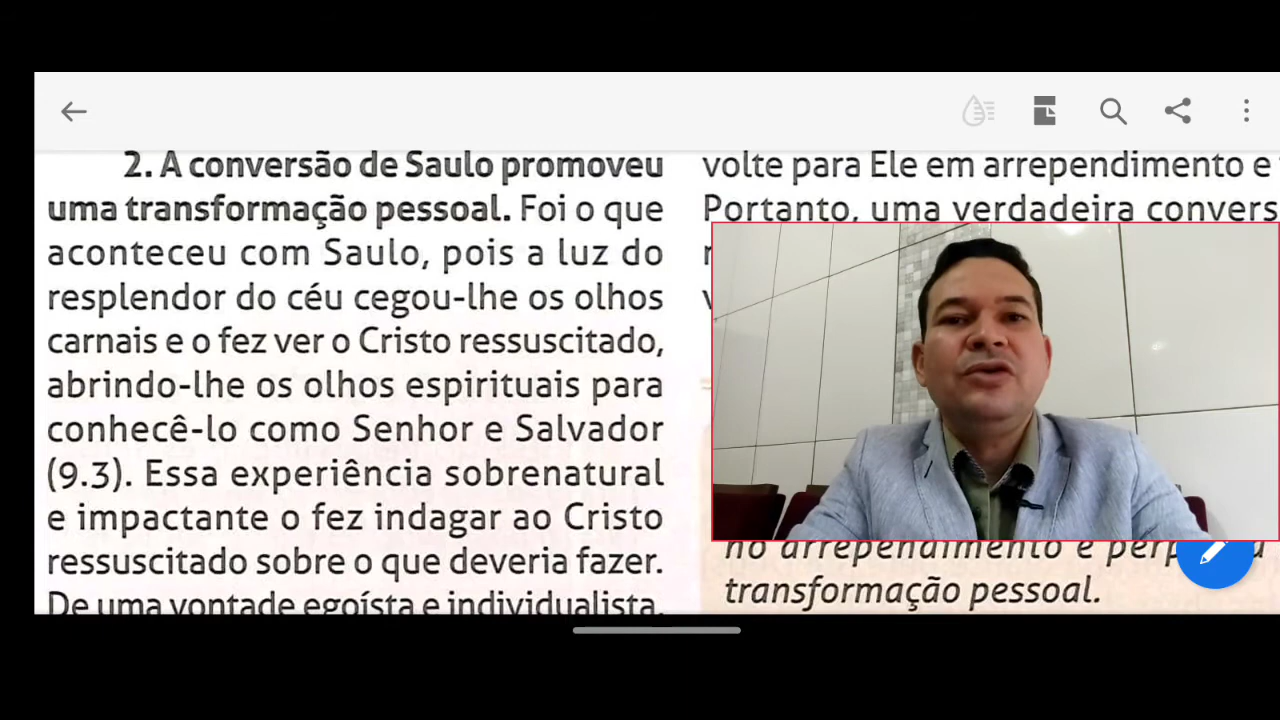 2. A conversão de Saulo promoveu
uma transformação pessoal. Foi o que
aconteceu com Saulo, pois a luz do
resplendor do céu cegou-lhe os olhos
carnais e o fez ver o Cristo ressuscitado,
abrindo-lhe os olhos espirituais para
conhecê-lo como Senhor e Salvador
(9.3). Essa experiência sobrenatural
e impactante o fez indagar ao Cristo
ressuscitado sobre o que deveria fazer.
De uma vontade egoísta e individualista,
volte para Ele em arrependimento e
Portanto, uma verdadeira convers
no arrependimento e
transformação pessoal.